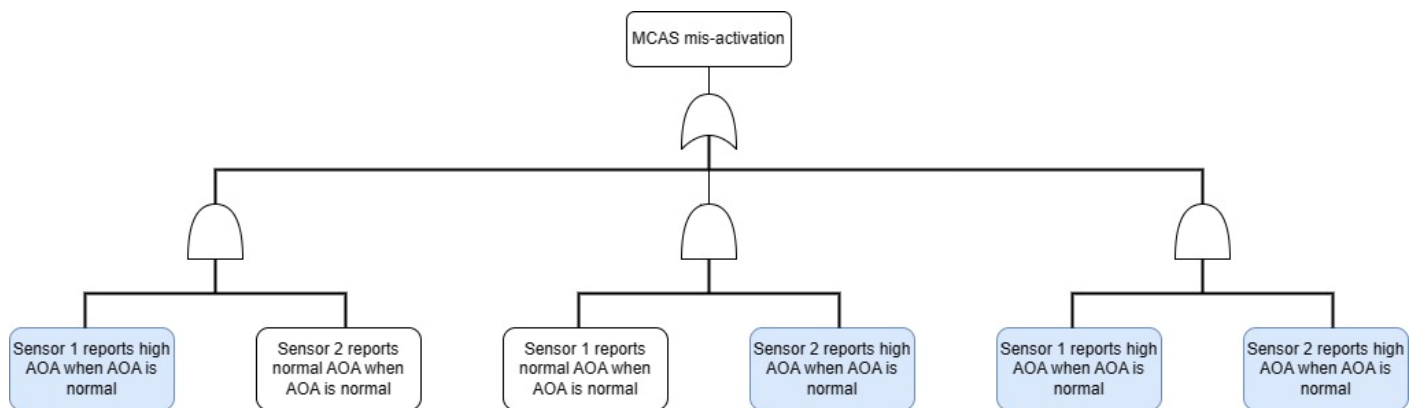 MCAS mis-activation
Sensor 1 reports high
AOA when AOA is
normal
Sensor 2 reports
normal AOA when
AOA is normal
Sensor 1 reports
normal AOA when
AOA is normal
Sensor 2 reports high
AOA when AOA is
normal
Sensor 1 reports high
AOA when AOA is
normal
Sensor 2 reports high
AOA when AOA is
normal